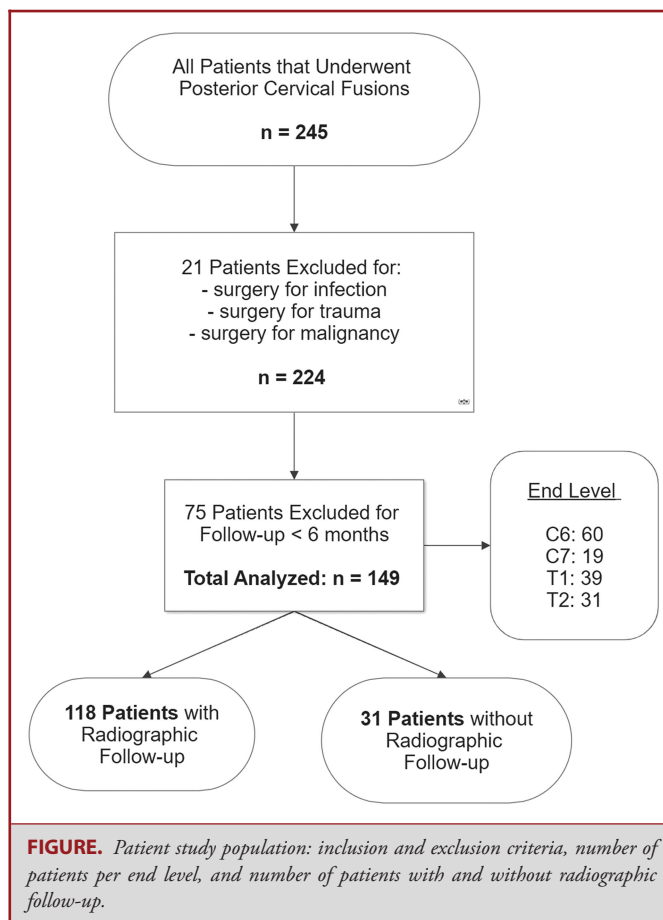 All Patients that Underwent
Posterior Cervical Fusions
n = 245
21 Patients Excluded for:
- surgery for infection
- surgery for trauma
- surgery for malignancy
n = 224
75 Patients Excluded for
Follow-up < 6 months
Total Analyzed: n = 149
End Level
C6: 60
C7: 19
T1: 39
T2: 31
118 Patients with
Radiographic
Follow-up
31 Patients without
Radiographic
Follow-up
FIGURE. Patient study population: inclusion and exclusion criteria, number of
patients per end level, and number of patients with and without radiographic
follow-up.